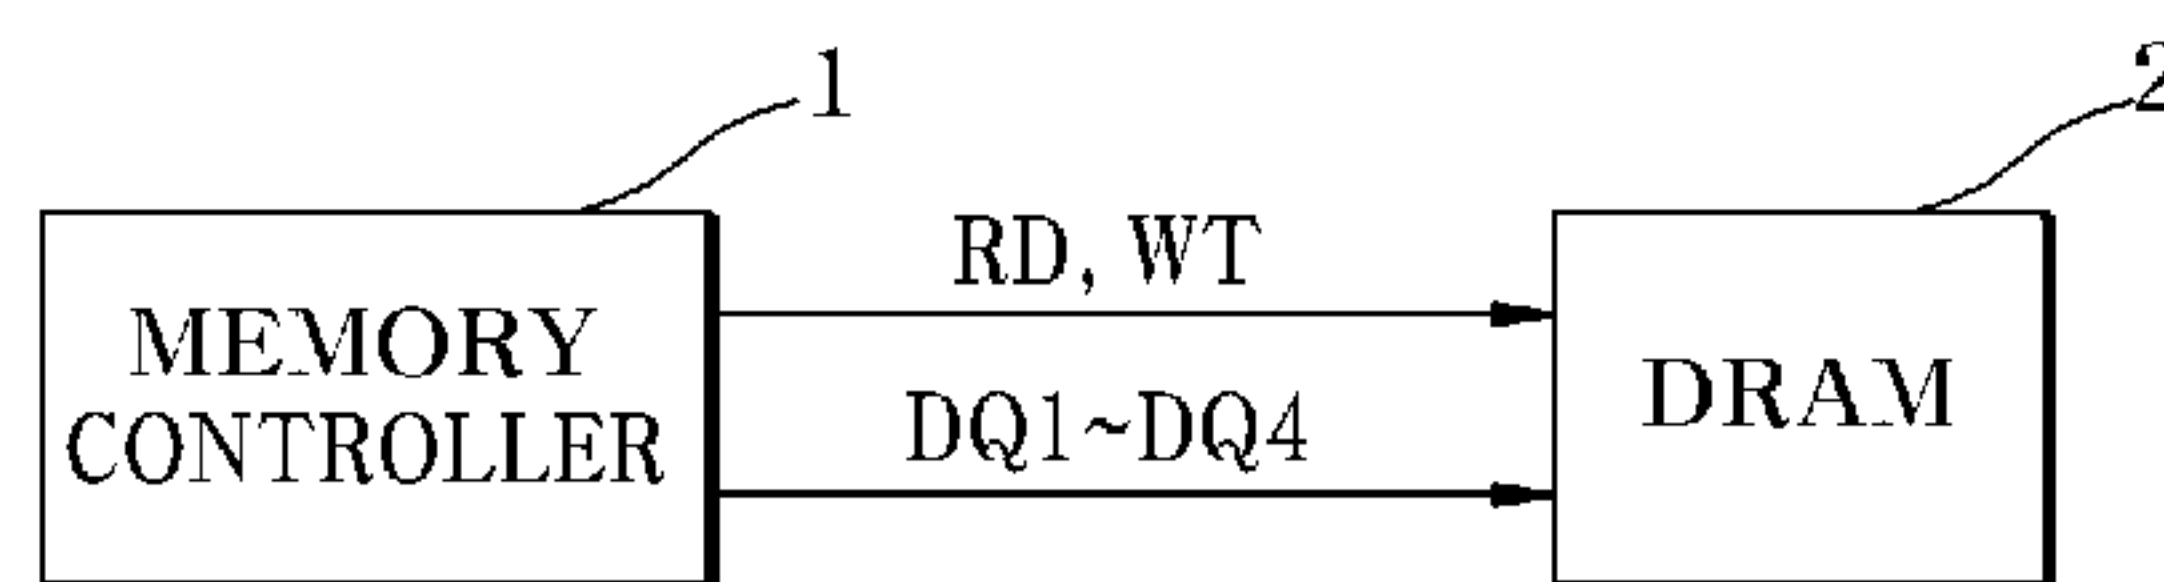 1
2
RD, WT
MEMORY
CONTROLLER
DRAM
DQ1~DQ4